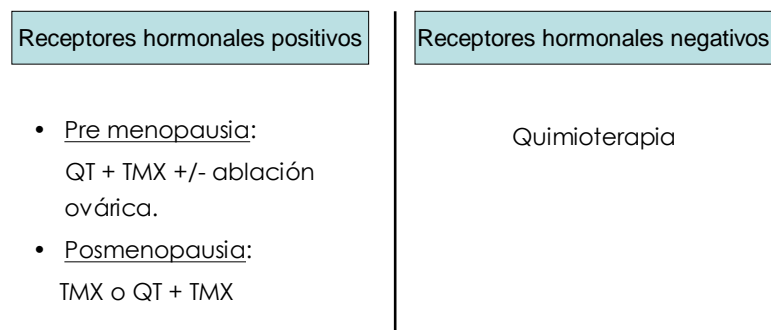 Receptores hormonales positivos
• Pre menopausia:
QT + TMX +/- ablación
ovárica.
• Posmenopausia:
TMX o QT + TMX
Receptores hormonales negativos
Quimioterapia